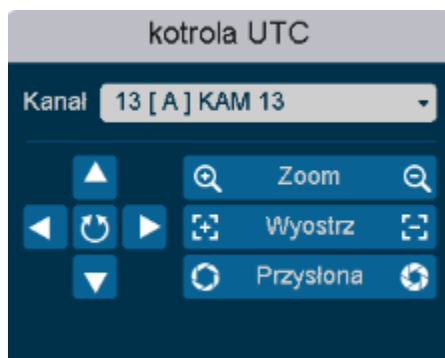 kotrola UTC
Kanał 13 [ A ] KAM 13
Zoom
Wyostrz
Przysłona